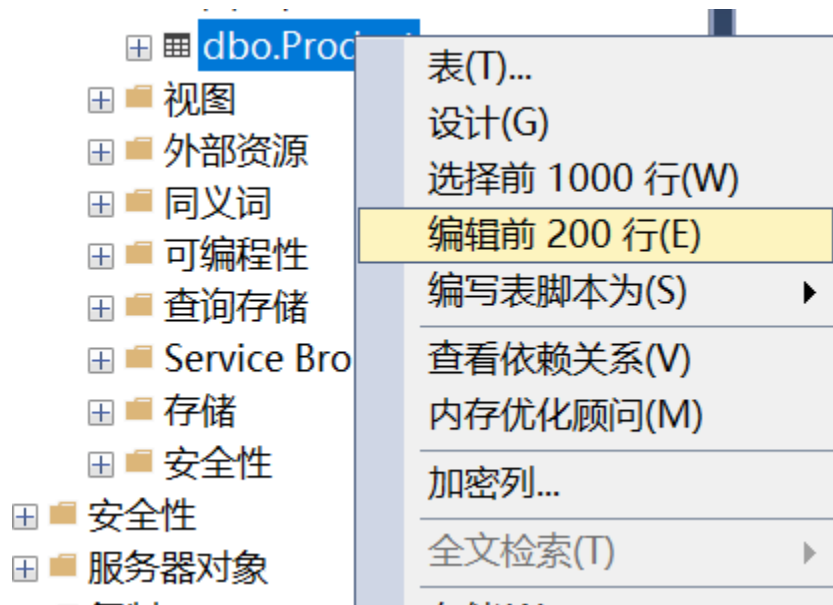 dbo.Proc
视图
外部资源
同义词
可编程性
查询存储
Service Bro
存储
安全性
安全性
服务器对象
表(T)...
设计(G)
选择前 1000 行(W)
编辑前 200 行(E)
编写表脚本为(S)
查看依赖关系(V)
内存优化顾问(M)
加密列...
全文检索(T)